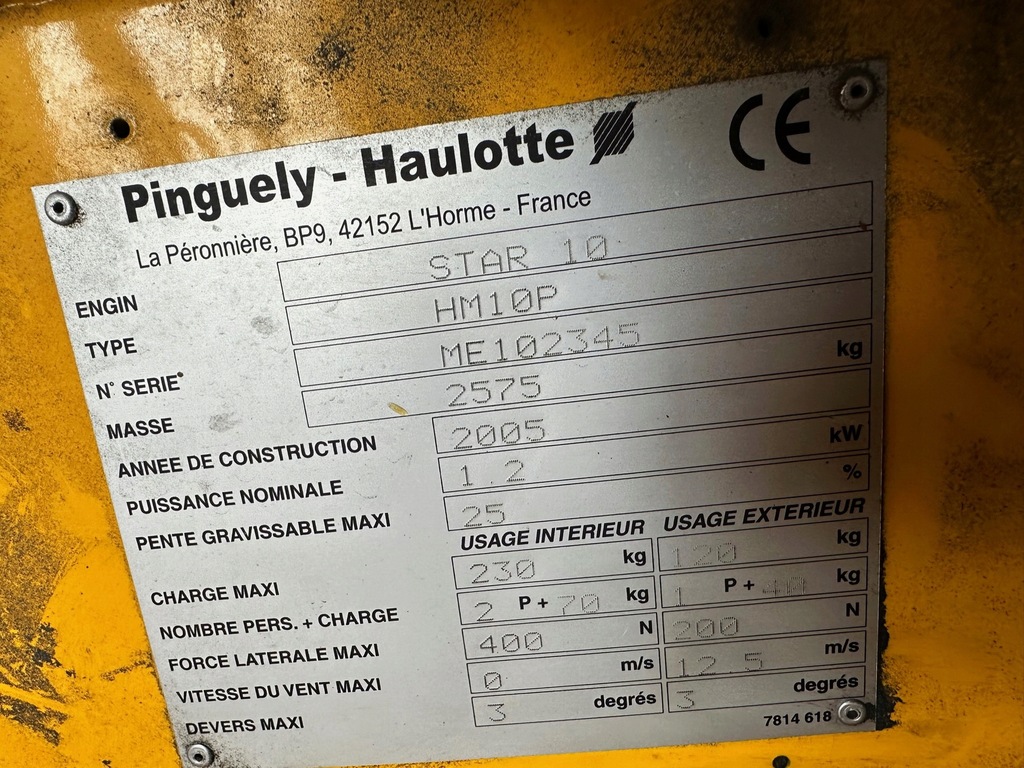 Pinguely - Haulotte
CE
La Péronnière, BP9, 42152 L'Horme - France
ENGIN STAR 10
TYPE HM10P
N° SERIE ME102345
MASSE 2575 kg
ANNEE DE CONSTRUCTION 2005
PUISSANCE NOMINALE 1.2 kW
PENTE GRAVISSABLE MAXI 25 %
USAGE INTERIEUR USAGE EXTERIEUR
CHARGE MAXI 230 kg 120 kg
NOMBRE PERS. + CHARGE 2 P + 70 kg 1 P + 40 kg
FORCE LATERALE MAXI 400 N 200 N
VITESSE DU VENT MAXI 0 m/s 12.5 m/s
DEVERS MAXI 3 degrés 3 degrés
7814 618